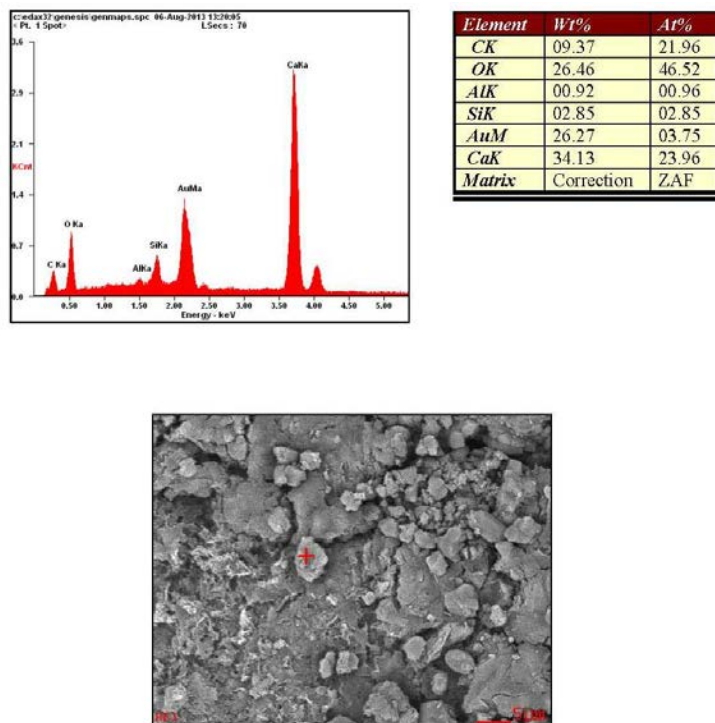 c:\edax32\genesis\genmaps.spc 06-Aug-2013 13:20:05
< Pt. 1 Spot> LSecs : 70
3.6
2.9
2.1
KCnt
1.4
0.7
0.0
C Ka
O Ka
AlKa
SiKa
AuMa
CaKa
0.50 1.00 1.50 2.00 2.50 3.00 3.50 4.00 4.50 5.00
Energy - keV
Element Wt% At%
CK 09.37 21.96
OK 26.46 46.52
AlK 00.92 00.96
SiK 02.85 02.85
AuM 26.27 03.75
CaK 34.13 23.96
Matrix Correction ZAF